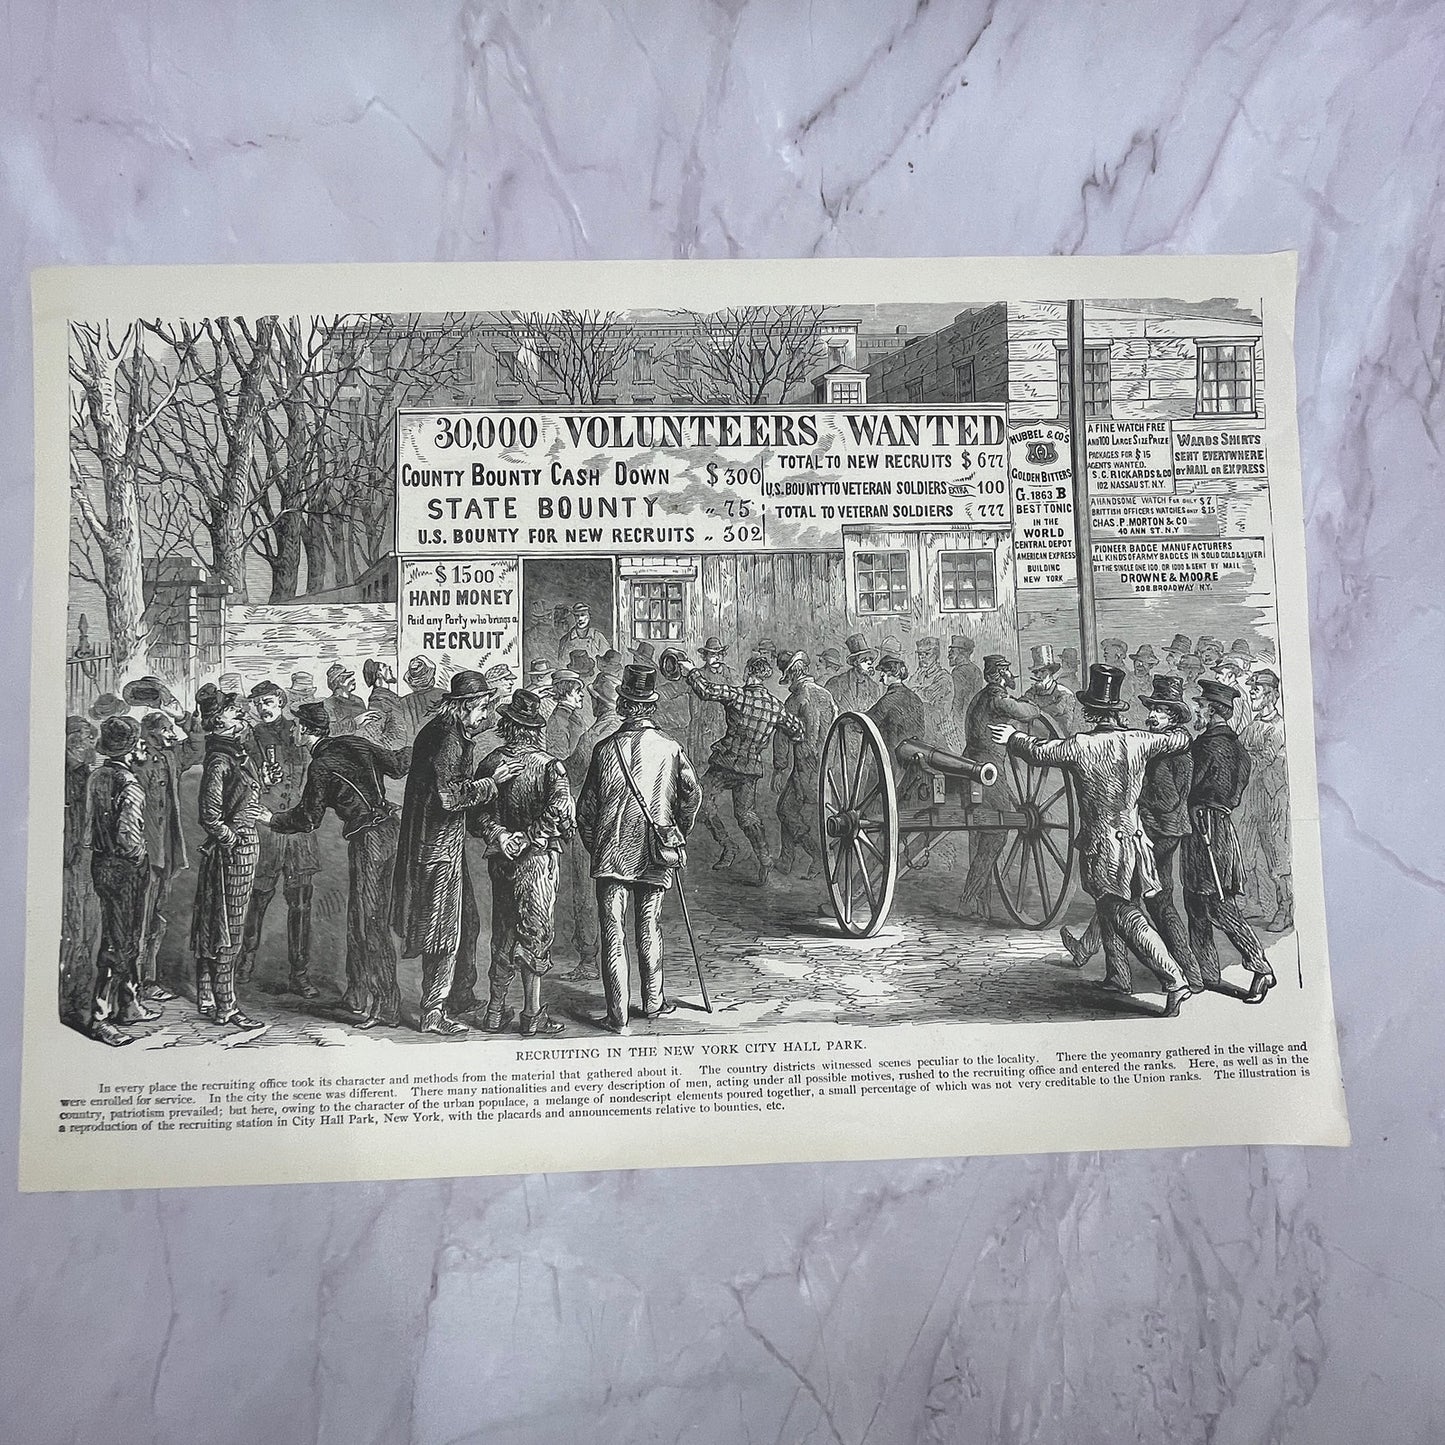 30,000 VOLUNTEERS WANTED
COUNTY BOUNTY CASH DOWN $300
STATE BOUNTY „ 75
U.S. BOUNTY FOR NEW RECRUITS „ 302
TOTAL TO NEW RECRUITS $677
U.S. BOUNTY TO VETERAN SOLDIERS EXTRA 100
TOTAL TO VETERAN SOLDIERS $777
$1500
HAND MONEY
Paid any Party who brings a
RECRUIT
HUBBEL & CO'S
GOLDEN BITTERS
G. 1863 B
BEST TONIC
IN THE
WORLD
CENTRAL DEPOT
AMERICAN EXPRESS
BUILDING
NEW YORK
A FINE WATCH FREE
AND 100 LARGE SIZE PRIZE
PACKAGES FOR $15
AGENTS WANTED.
S. C. RICKARDS & CO
102 NASSAU ST. N.Y.
WARDS SHIRTS
SENT EVERYWHERE
BY MAIL OR EXPRESS
A HANDSOME WATCH FOR ONLY $7
BRITTISH OFFICERS WATCHES ONLY $15
CHAS. P. MORTON & CO
40 ANN ST. N.Y
PIONEER BADGE MANUFACTURERS
ALL KINDS OF ARMY BADGES IN SOLID GOLD & SILVER
BY THE SINGLE ONE 100, OR 1000 & SENT BY MAIL
DROWNE & MOORE
208 BROADWAY N.Y.
RECRUITING IN THE NEW YORK CITY HALL PARK.
In every place the recruiting office took its character and methods from the material that gathered about it. The country districts witnessed scenes peculiar to the locality. There the yeomanry gathered in the village and
were enrolled for service. In the city the scene was different. There many nationalities and every description of men, acting under all possible motives, rushed to the recruiting office and entered the ranks. Here, as well as in the
country, patriotism prevailed; but here, owing to the character of the urban populace, a melange of nondescript elements poured together, a small percentage of which was not very creditable to the Union ranks. The illustration is
a reproduction of the recruiting station in City Hall Park, New York, with the placards and announcements relative to bounties, etc.